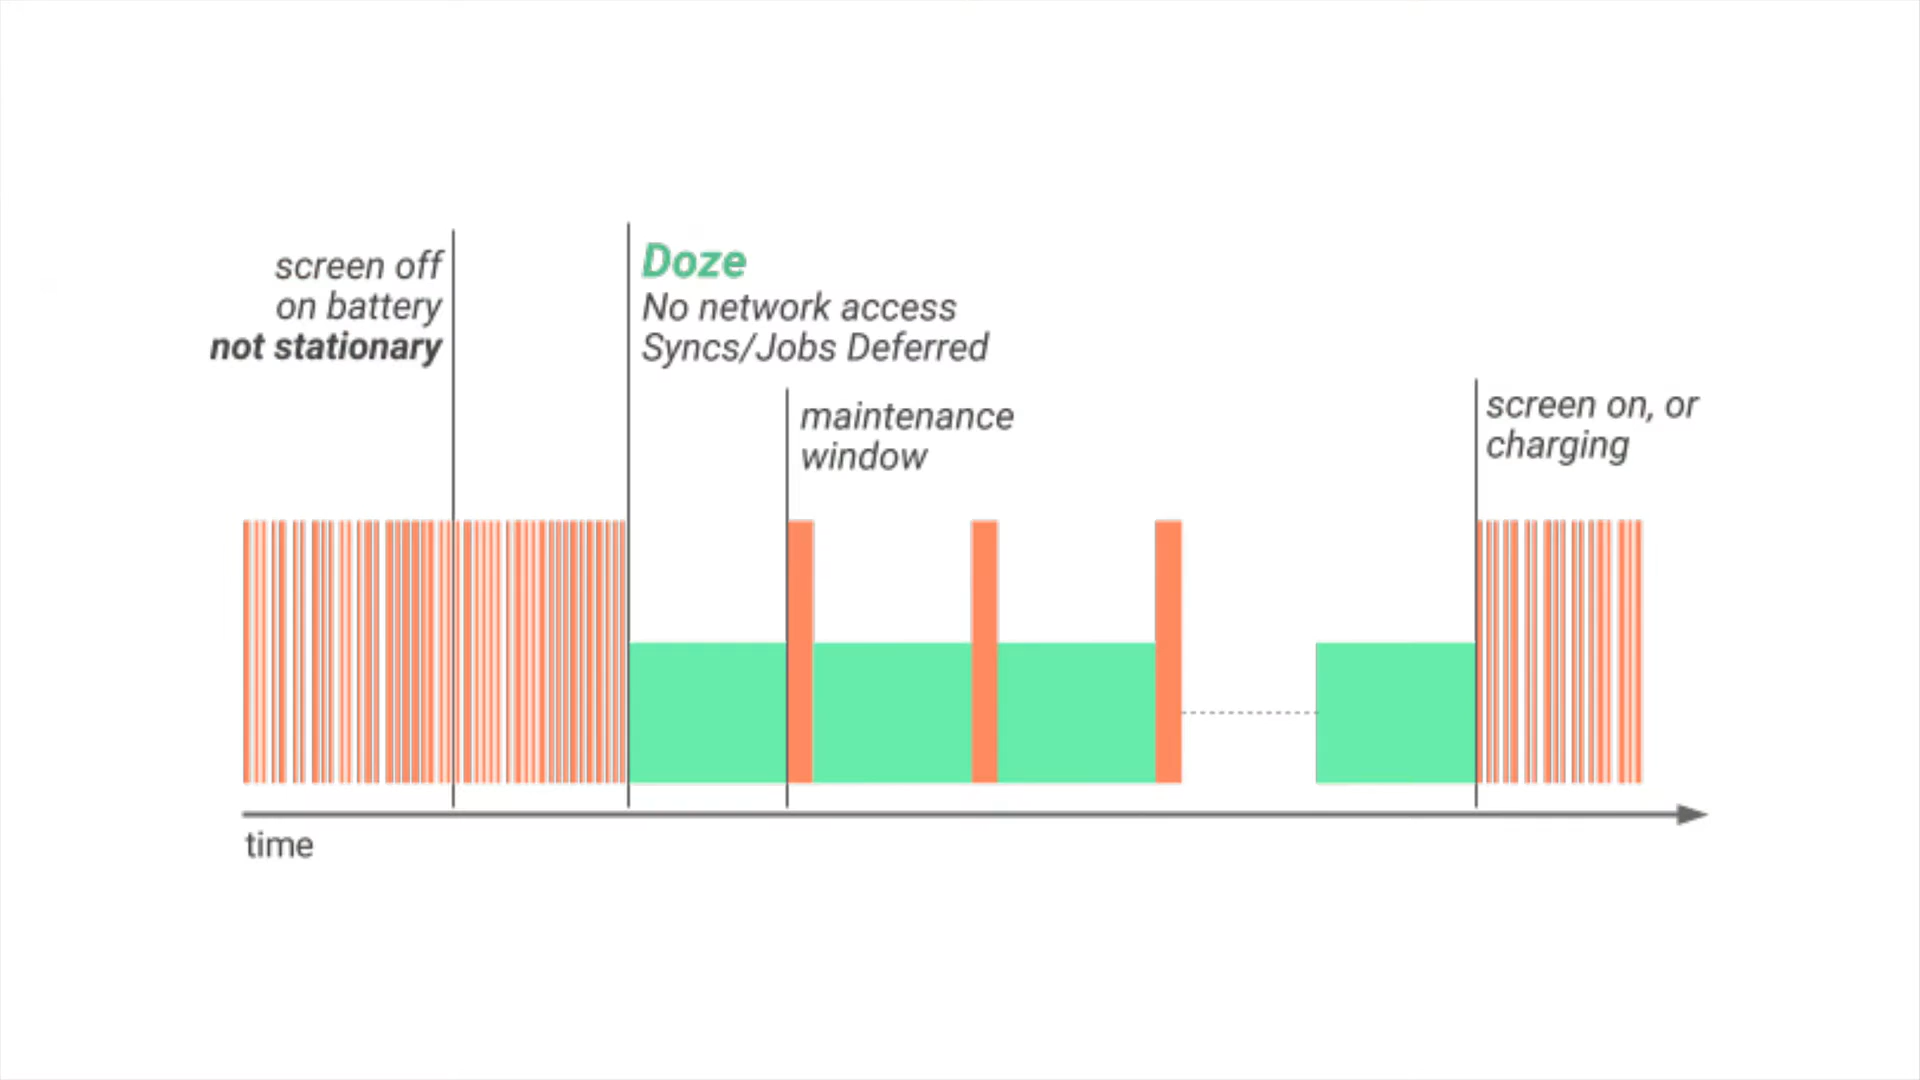 screen off
on battery
not stationary
Doze
No network access
Syncs/Jobs Deferred
maintenance
window
screen on, or
charging
time